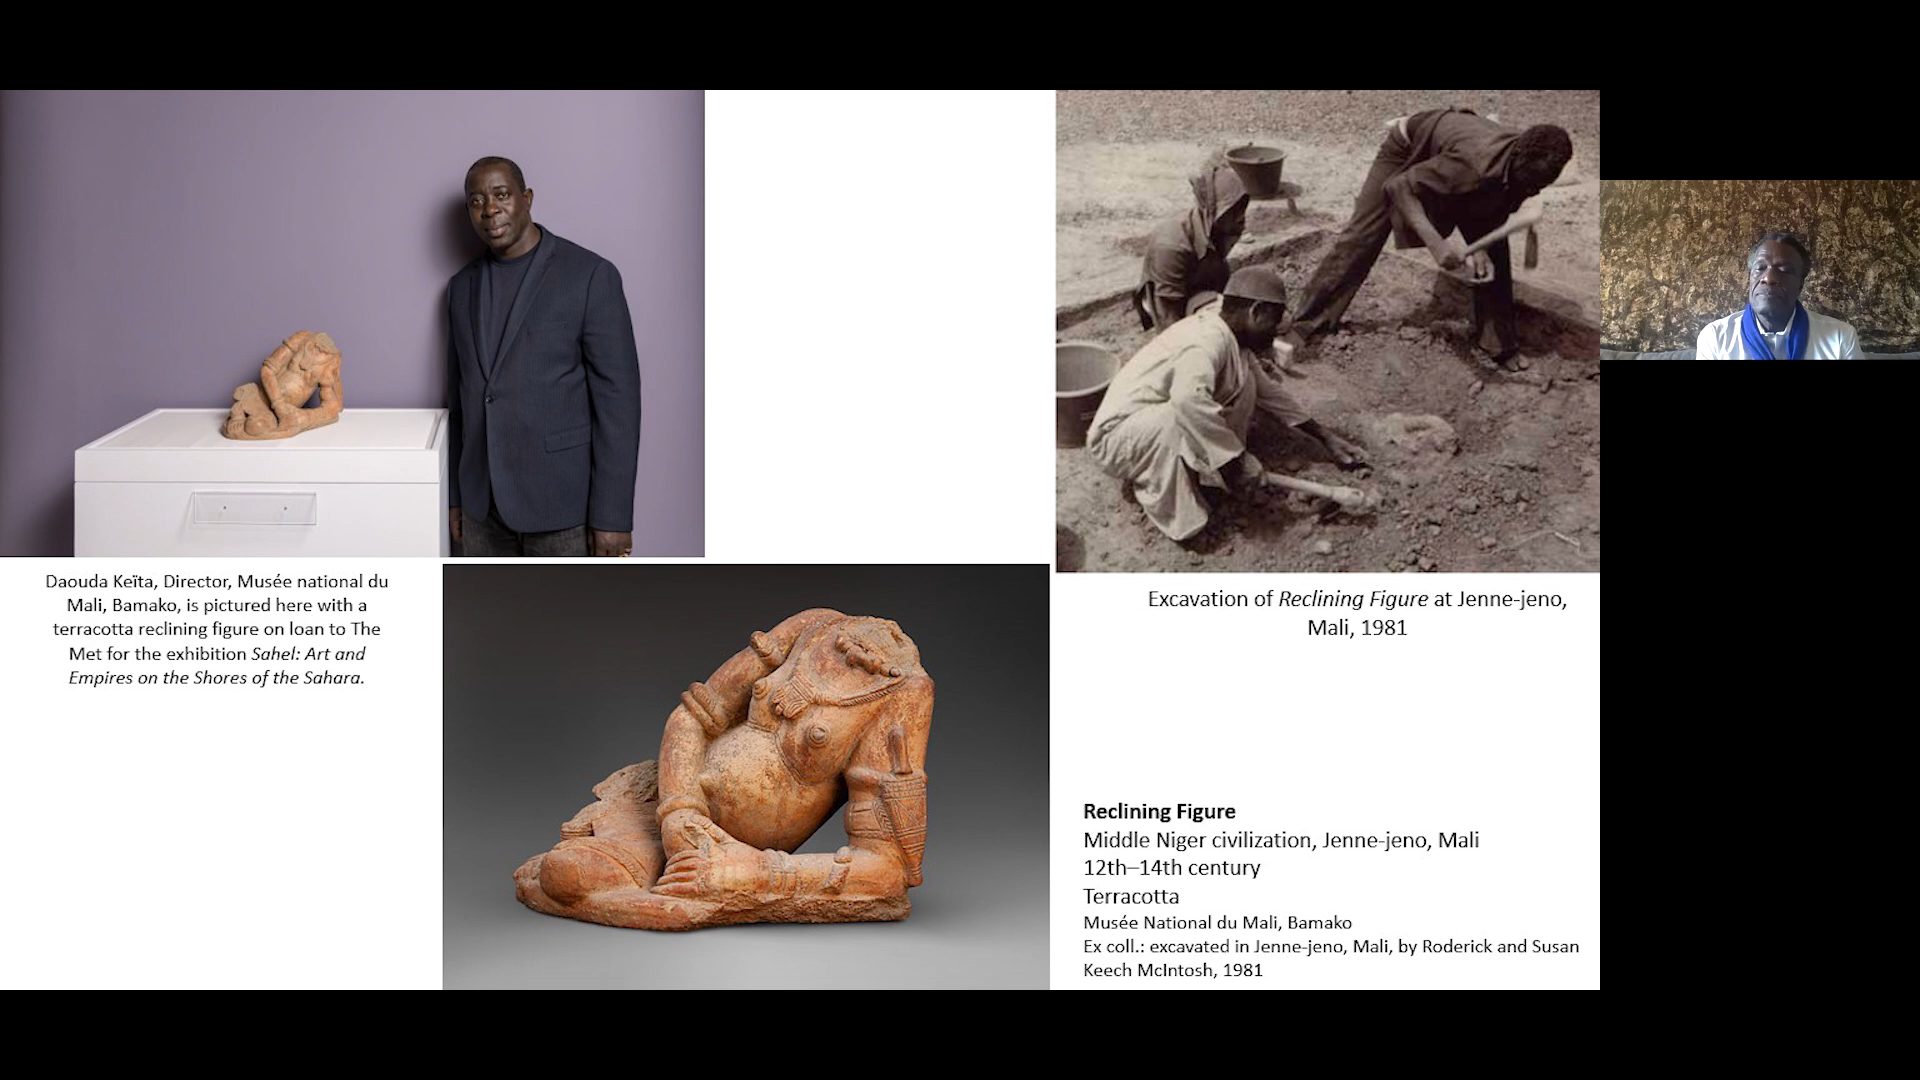 Daouda Keïta, Director, Musée national du
Mali, Bamako, is pictured here with a
terracotta reclining figure on loan to The
Met for the exhibition Sahel: Art and
Empires on the Shores of the Sahara.
Excavation of Reclining Figure at Jenne-jeno,
Mali, 1981
Reclining Figure
Middle Niger civilization, Jenne-jeno, Mali
12th–14th century
Terracotta
Musée National du Mali, Bamako
Ex coll.: excavated in Jenne-jeno, Mali, by Roderick and Susan
Keech McIntosh, 1981